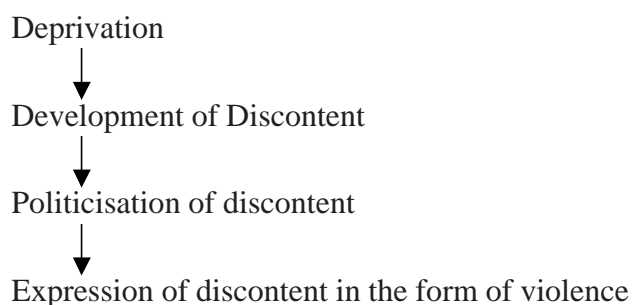 Deprivation
Development of Discontent
Politicisation of discontent
Expression of discontent in the form of violence